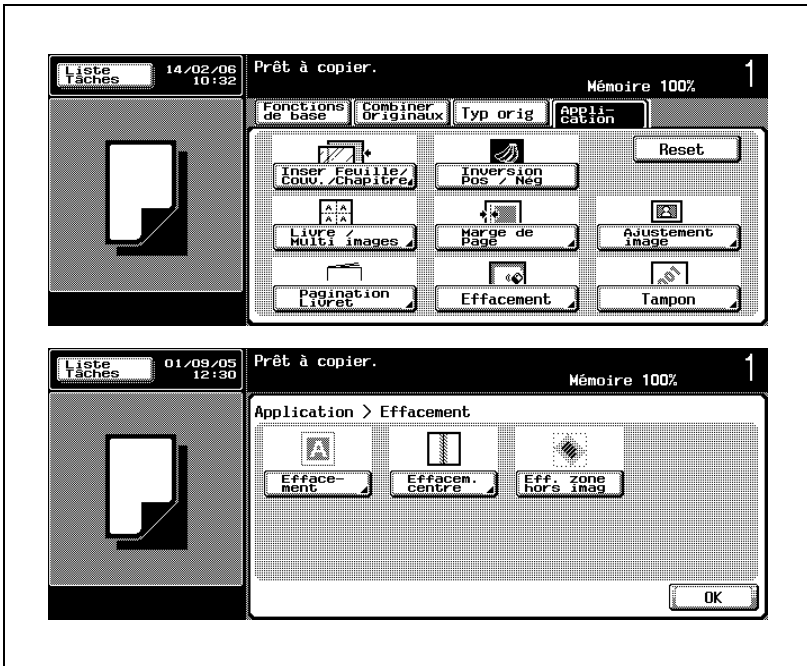 Liste
Tâches
14/02/06
10:32
Prêt à copier.
Mémoire 100%
1
Fonctions
de base
Combiner
Originaux
Typ orig
Appli-
cation
Inser Feuille/
Couv./Chapitre
Inversion
Pos / Nég
Reset
Livre /
Multi images
Marge de
Page
Ajustement
image
Pagination
Livret
Effacement
Tampon
Liste
Tâches
01/09/05
12:30
Prêt à copier.
Mémoire 100%
1
Application > Effacement
Efface-
ment
Effacem.
centre
Eff. zone
hors imag
OK